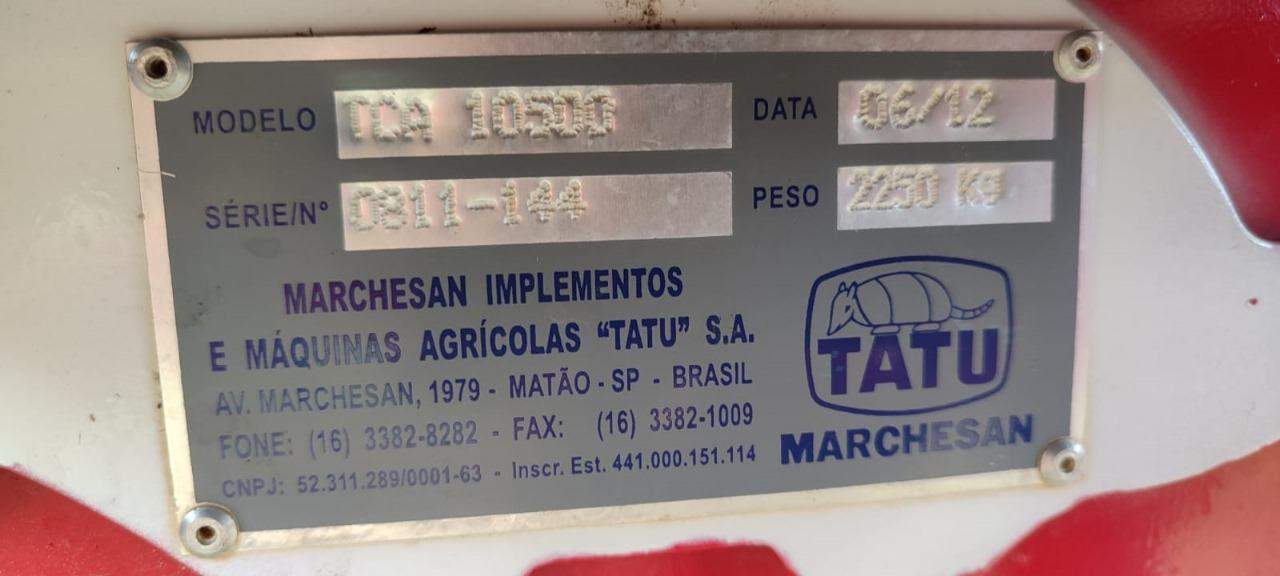 MODELO TCA 10500 DATA 06/12
SÉRIE/Nº 0811-144 PESO 2250 Kg
MARCHESAN IMPLEMENTOS
E MÁQUINAS AGRÍCOLAS “TATU” S.A.
AV. MARCHESAN, 1979 - MATÃO - SP - BRASIL
FONE: (16) 3382-8282 - FAX: (16) 3382-1009
CNPJ: 52.311.289/0001-63 - Inscr. Est. 441.000.151.114
TATU
MARCHESAN